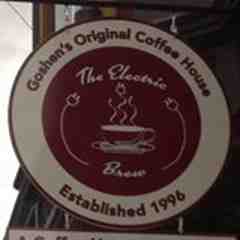 Goshen's Original Coffee House
The Electric
Brew
Established 1996